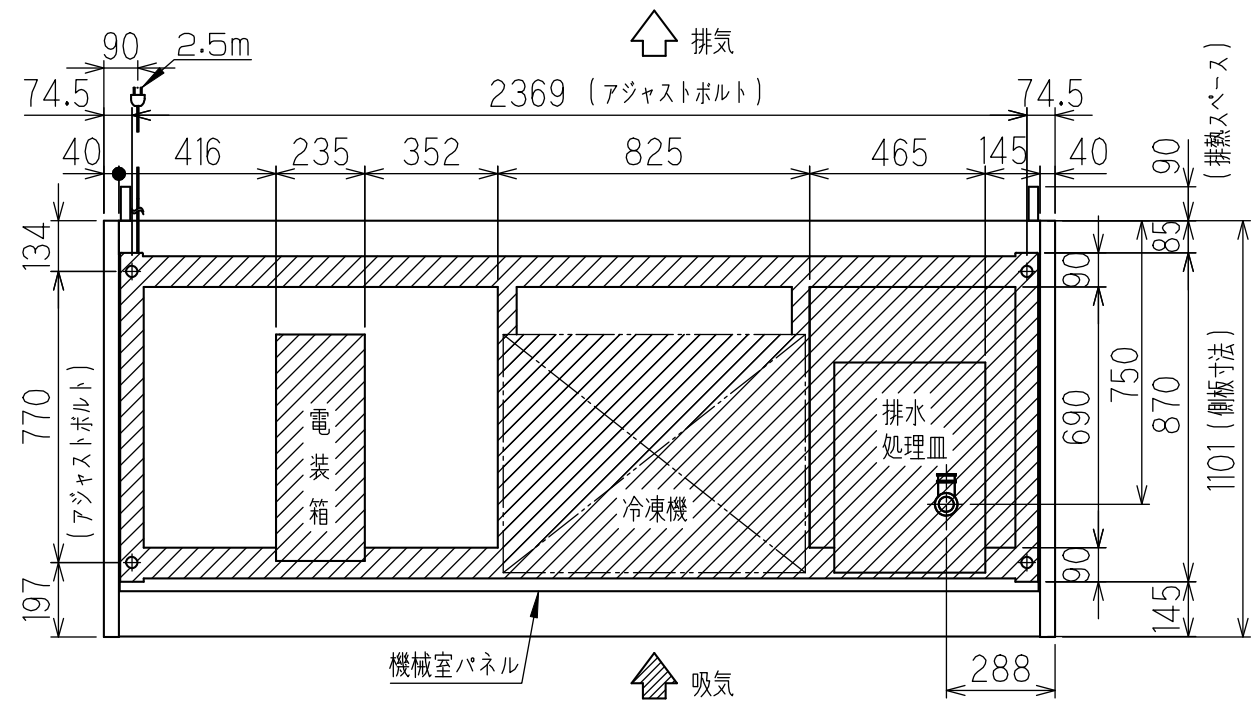 排気
90
2.5m
74.5
2369 (アジャストボルト)
74.5
40
416
235
352
825
465
145
40
90
(排熱スペース)
134
770
(アジャストボルト)
197
85
90
690
90
750
870
145
1101 (側板寸法)
電
装
箱
冷凍機
排水
処理皿
機械室パネル
吸気
288